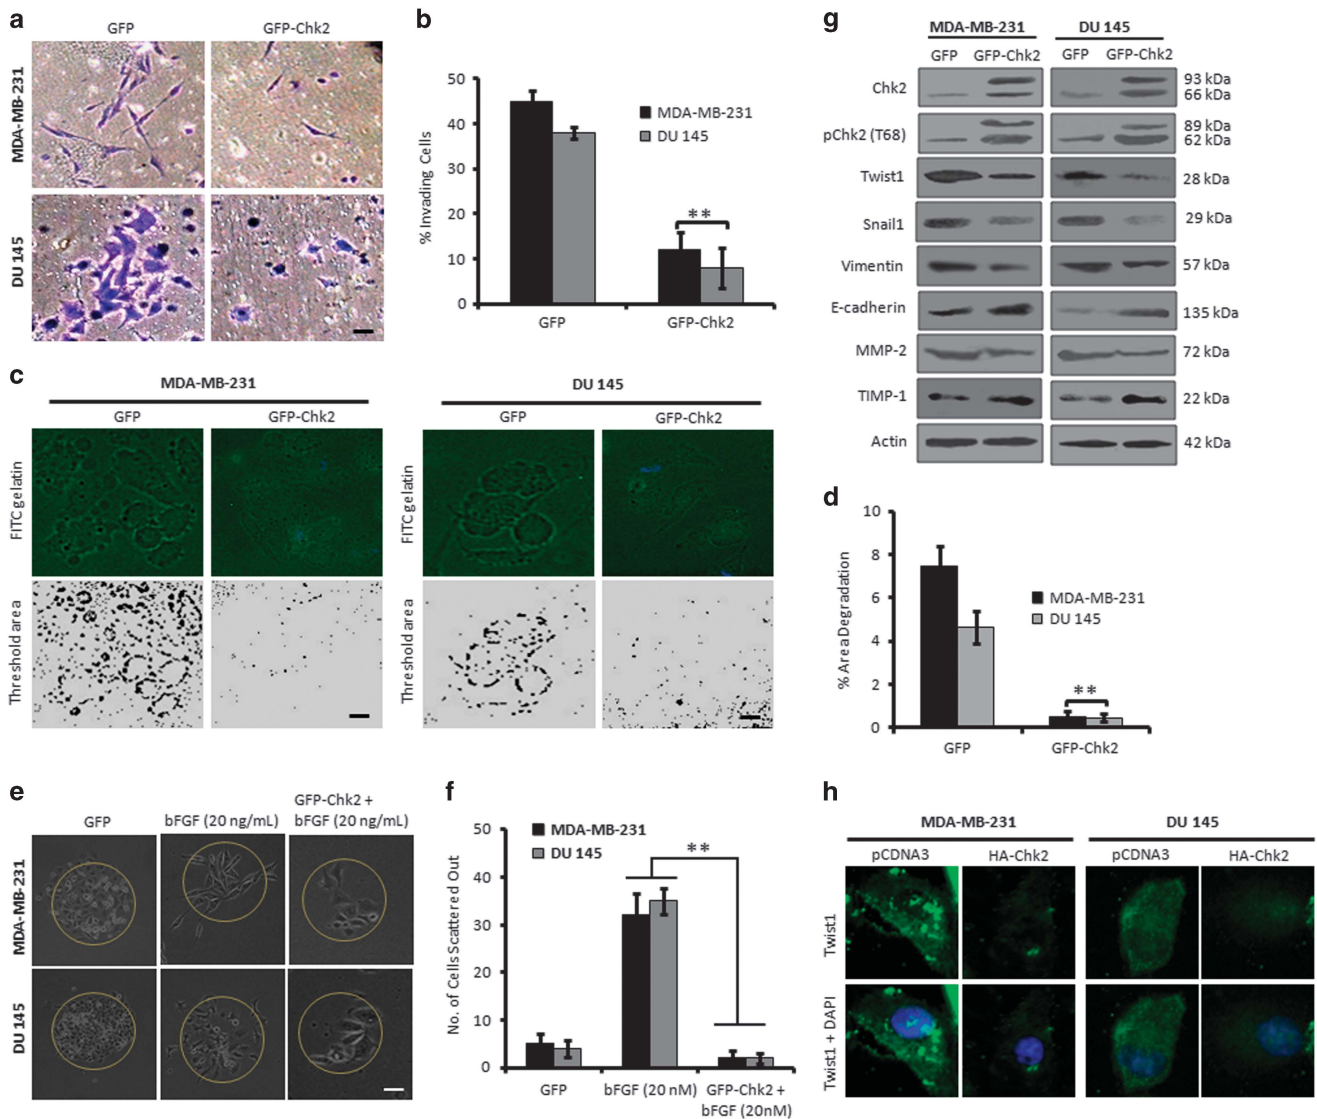 a
GFP
GFP-Chk2
MDA-MB-231
DU 145
b
50
40
30
20
10
0
% Invading Cells
MDA-MB-231
DU 145
**
GFP
GFP-Chk2
c
MDA-MB-231
DU 145
GFP
GFP-Chk2
GFP
GFP-Chk2
FITC gelatin
FITC gelatin
Threshold area
Threshold area
e
GFP
bFGF (20 ng/mL)
GFP-Chk2 +
bFGF (20 ng/mL)
MDA-MB-231
DU 145
f
50
40
30
20
10
0
No. of Cells Scattered Out
MDA-MB-231
DU 145
**
GFP
bFGF (20 nM)
GFP-Chk2 +
bFGF (20nM)
g
MDA-MB-231
DU 145
GFP
GFP-Chk2
GFP
GFP-Chk2
Chk2
93 kDa
66 kDa
pChk2 (T68)
89 kDa
62 kDa
Twist1
28 kDa
Snail1
29 kDa
Vimentin
57 kDa
E-cadherin
135 kDa
MMP-2
72 kDa
TIMP-1
22 kDa
Actin
42 kDa
d
10
8
6
4
2
0
% Area Degradation
MDA-MB-231
DU 145
**
GFP
GFP-Chk2
h
MDA-MB-231
DU 145
pCDNA3
HA-Chk2
pCDNA3
HA-Chk2
Twist1
Twist1 + DAPI